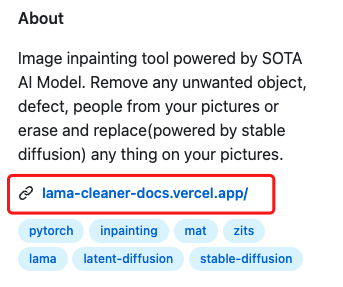 About
Image inpainting tool powered by SOTA
AI Model. Remove any unwanted object,
defect, people from your pictures or
erase and replace(powered by stable
diffusion) any thing on your pictures.
lama-cleaner-docs.vercel.app/
pytorch inpainting mat zits
lama latent-diffusion stable-diffusion